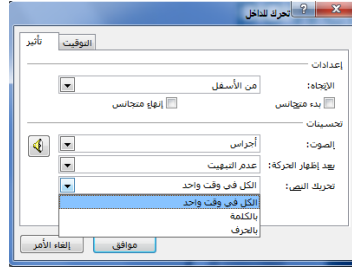 تحرك للداخل
تأثير التوقيت
إعدادات
الاتجاه: من الأسفل
بدء متجانس إنهاء متجانس
تحسينات
الصوت: أجراس
بعد إظهار الحركة: عدم التبهيت
تحريك النص: الكل في وقت واحد
الكل في وقت واحد
بالكلمة
بالحرف
موافق إلغاء الأمر